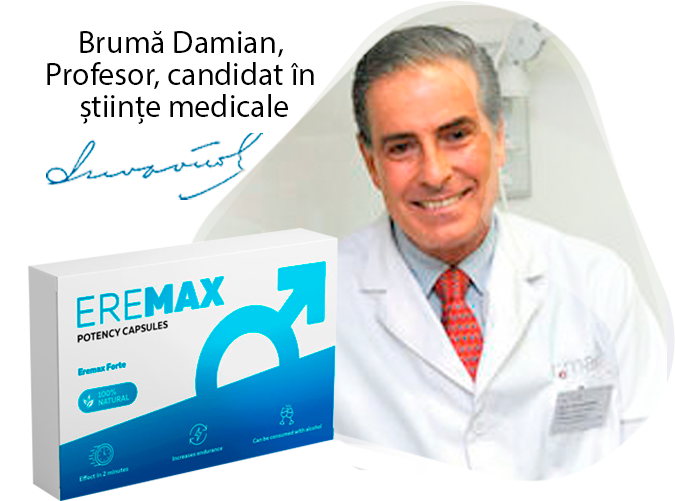 Brumă Damian,
Profesor, candidat în
științe medicale
EREMAX
POTENCY CAPSULES
Eremax Forte
100%
NATURAL
Effect in 2 minutes
Increases endurance
Can be consumed with alcohol